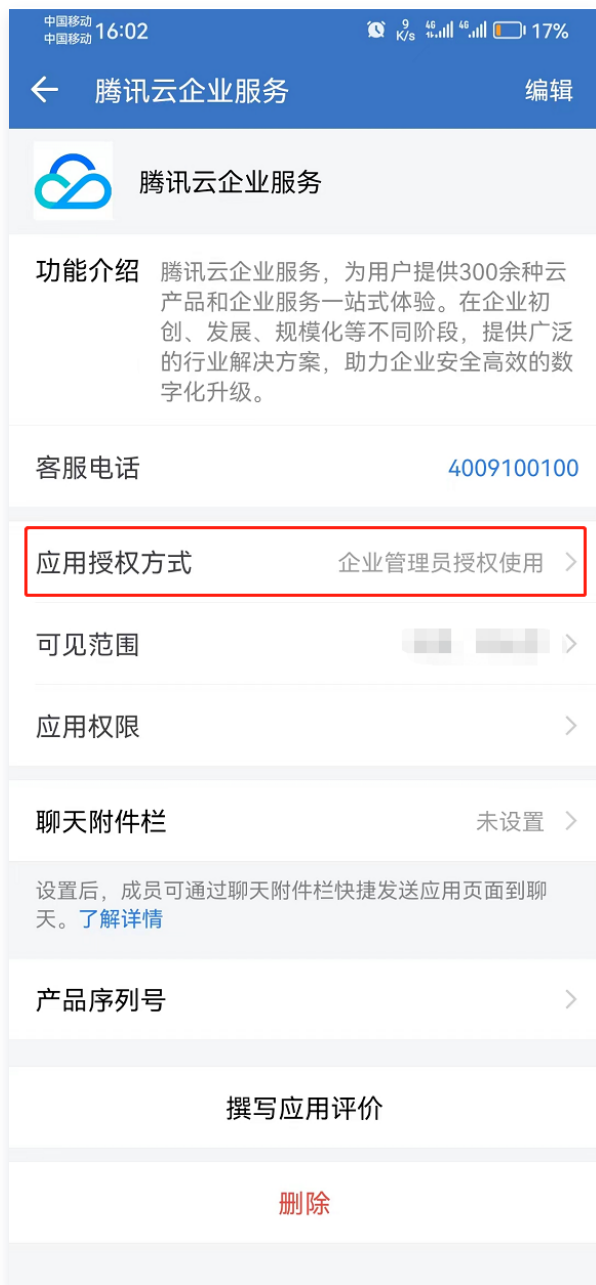 中国移动
中国移动
16:02
9
K/s
4G
4G
17%
腾讯云企业服务
编辑
腾讯云企业服务
功能介绍
腾讯云企业服务，为用户提供300余种云
产品和企业服务一站式体验。在企业初
创、发展、规模化等不同阶段，提供广泛
的行业解决方案，助力企业安全高效的数
字化升级。
客服电话
4009100100
应用授权方式
企业管理员授权使用
可见范围
应用权限
聊天附件栏
未设置
设置后，成员可通过聊天附件栏快捷发送应用页面到聊
天。了解详情
产品序列号
撰写应用评价
删除